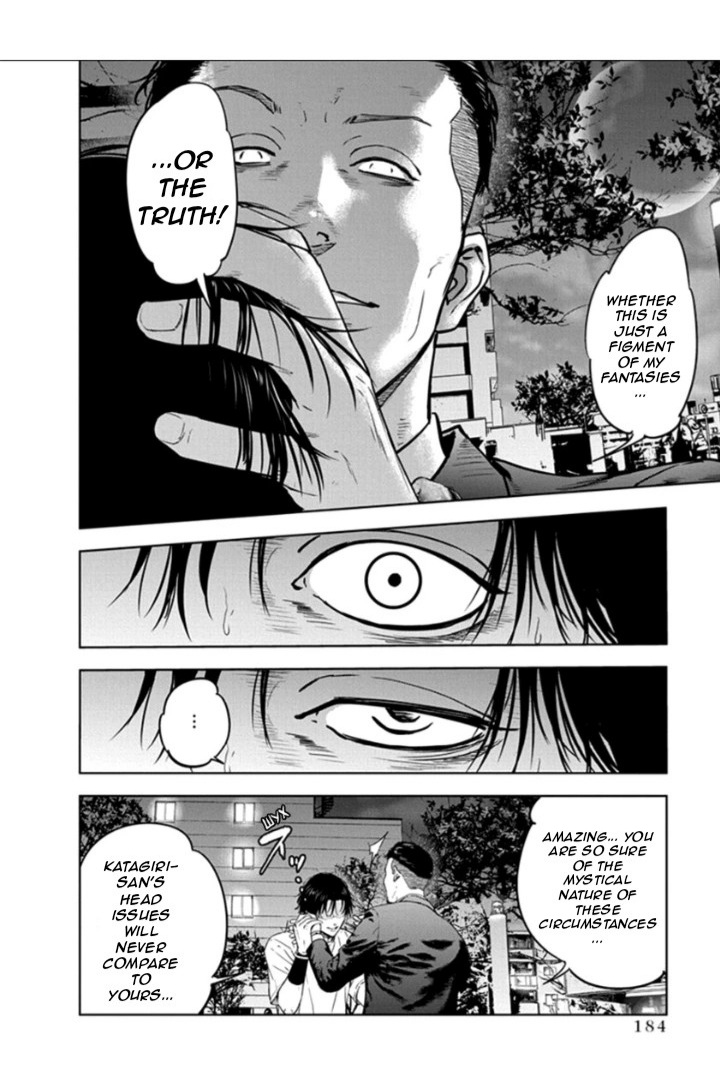 WHETHER
THIS IS
JUST A
FIGMENT
OF MY
FANTASIES
...
...OR
THE
TRUTH!
...
AMAZING... YOU
ARE SO SURE
OF THE
MYSTICAL
NATURE OF
THESE
CIRCUMSTANCES
...
ШУХ
KATAGIRI-
SAN'S
HEAD
ISSUES
WILL
NEVER
COMPARE
TO
YOURS...
184